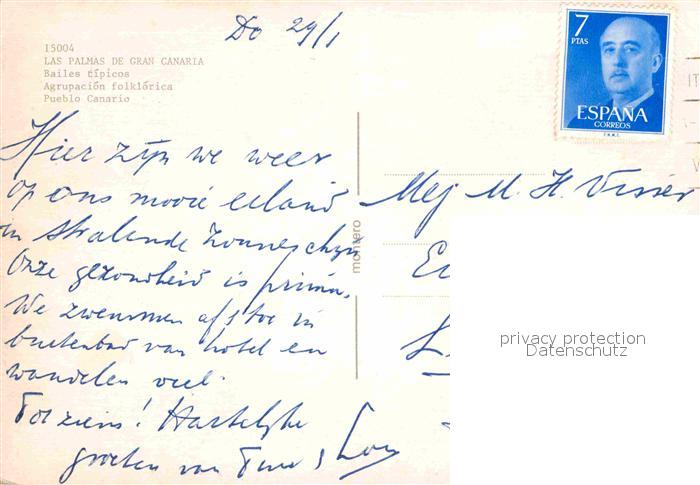 Do 29/1
15004
LAS PALMAS DE GRAN CANARIA
Bailes típicos
Agrupación folklórica
Pueblo Canario
7
PTAS
ESPAÑA
CORREOS
F.N.M.T.
Hier zijn we weer
op ons mooie eiland
in stralende zonneschijn
Onze gezondheid is prima.
We zwemmen af & toe in
buitenbad van hotel en
wandelen veel.
Tot ziens! Hartelijke
groeten van
montero
Mej M. H. Visser
privacy protection
Datenschutz